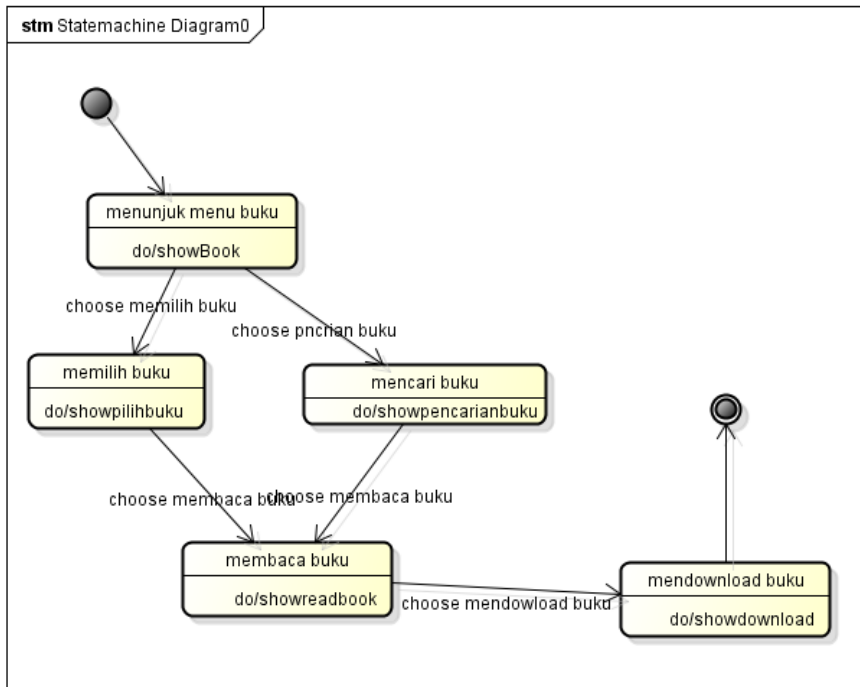 stm Statemachine Diagram0
menunjuk menu buku
do/showBook
choose memilih buku
choose pncrian buku
memilih buku
do/showpilihbuku
mencari buku
do/showpencarianbuku
choose membaca buku
choose membaca buku
membaca buku
do/showreadbook
choose mendowload buku
mendownload buku
do/showdownload